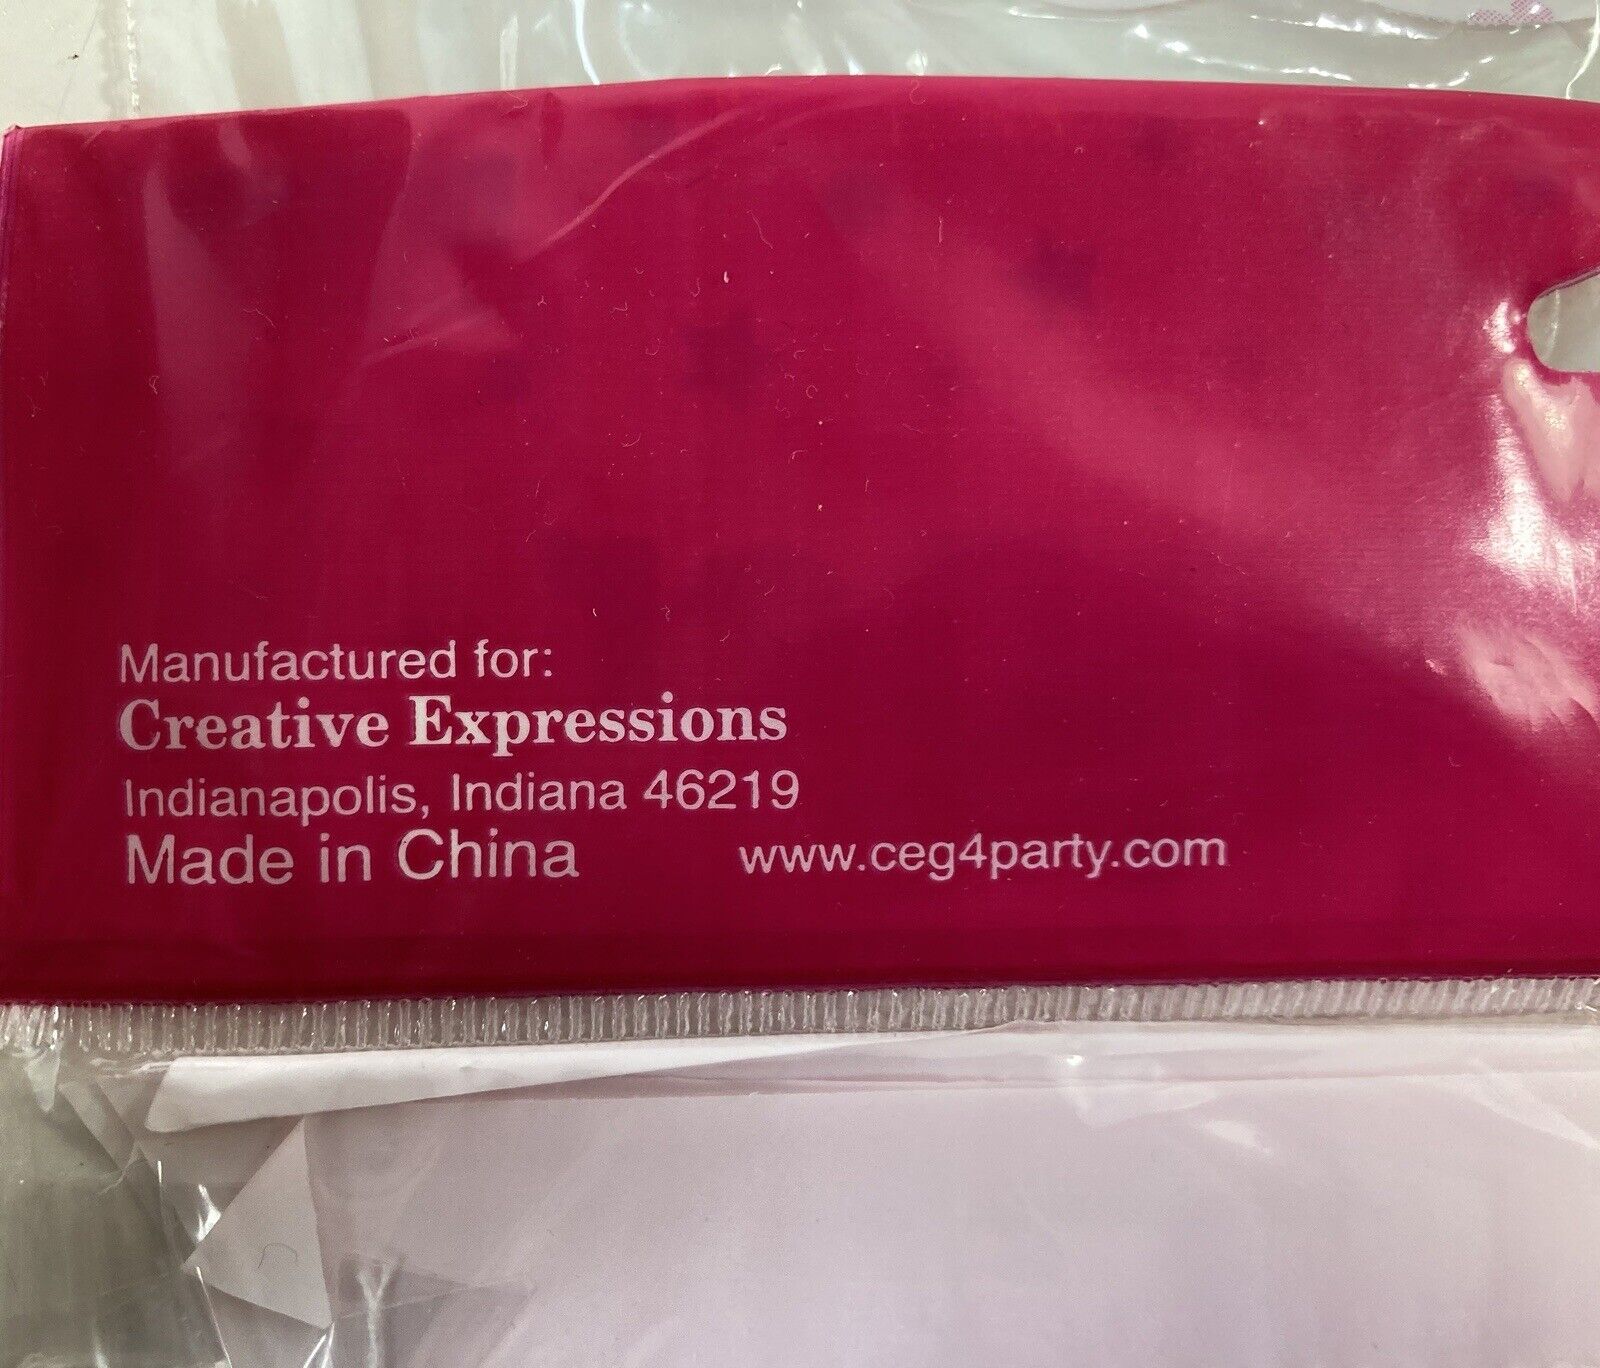 Manufactured for:
Creative Expressions
Indianapolis, Indiana 46219
Made in China
www.ceg4party.com